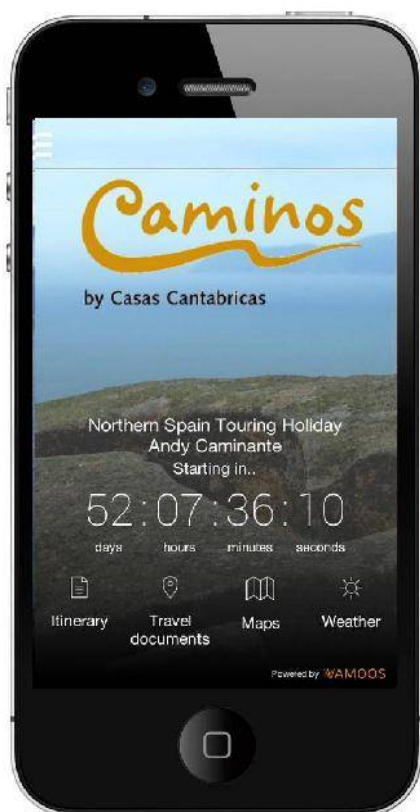 Caminos
by Casas Cantabricas
Northern Spain Touring Holiday
Andy Caminante
Starting in..
52:07:36:10
days hours minutes seconds
Itinerary Travel documents Maps Weather
Powered by VAMOOS